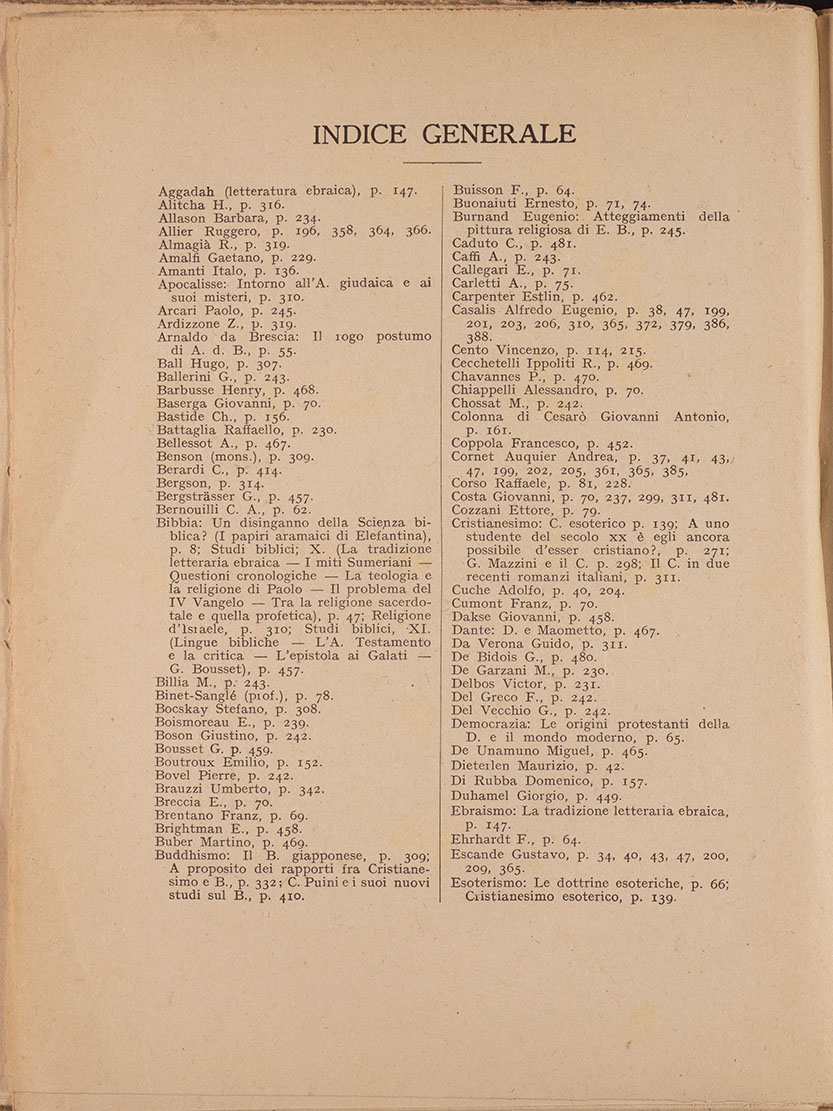 INDICE GENERALE
Aggadah (letteratura ebraica), p. 147.
Alitcha H., p. 316.
Allason Barbara, p. 234.
Allier Ruggero, p. 196, 358, 364, 366.
Almagià R., p. 319.
Amalfi Gaetano, p. 229.
Amanti Italo, p. 136.
Apocalisse: Intorno all'A. giudaica e ai
suoi misteri, p. 310.
Arcari Paolo, p. 245.
Ardizzone Z., p. 319.
Arnaldo da Brescia: Il rogo postumo
di A. d. B., p. 55.
Ball Hugo, p. 307.
Ballerini G., p. 243.
Barbusse Henry, p. 468.
Baserga Giovanni, p. 70.
Bastide Ch., p. 156.
Battaglia Raffaello, p. 230.
Bellessot A., p. 467.
Benson (mons.), p. 309.
Berardi C., p. 414.
Bergson, p. 314.
Bergsträsser G., p. 457.
Bernouilli C. A., p. 62.
Bibbia: Un disinganno della Scienza bi-
blica? (I papiri aramaici di Elefantina),
p. 8; Studi biblici; X. (La tradizione
letteraria ebraica — I miti Sumeriani —
Questioni cronologiche — La teologia e
la religione di Paolo — Il problema del
IV Vangelo — Tra la religione sacerdo-
tale e quella profetica), p. 47; Religione
d'Israele, p. 310; Studi biblici, XI.
(Lingue bibliche — L'A. Testamento
e la critica — L'epistola ai Galati —
G. Bousset), p. 457.
Billia M., p. 243.
Binet-Sanglé (prof.), p. 78.
Bocskay Stefano, p. 308.
Boismoreau E., p. 239.
Boson Giustino, p. 242.
Bousset G. p. 459.
Boutroux Emilio, p. 152.
Bovel Pierre, p. 242.
Brauzzi Umberto, p. 342.
Breccia E., p. 70.
Brentano Franz, p. 69.
Brightman E., p. 458.
Buber Martino, p. 469.
Buddhismo: Il B. giapponese, p. 309;
A proposito dei rapporti fra Cristiane-
simo e B., p. 332; C. Puini e i suoi nuovi
studi sul B., p. 410.
Buisson F., p. 64.
Buonaiuti Ernesto, p. 71, 74.
Burnand Eugenio: Atteggiamenti della
pittura religiosa di E. B., p. 245.
Caduto C., p. 481.
Caffi A., p. 243.
Callegari E., p. 71.
Carletti A., p. 75.
Carpenter Estlin, p. 462.
Casalis Alfredo Eugenio, p. 38, 47, 199,
201, 203, 206, 310, 365, 372, 379, 386,
388.
Cento Vincenzo, p. 114, 215.
Cecchetelli Ippoliti R., p. 469.
Chavannes P., p. 470.
Chiappelli Alessandro, p. 70.
Chossat M., p. 242.
Colonna di Cesarò Giovanni Antonio,
p. 161.
Coppola Francesco, p. 452.
Cornet Auquier Andrea, p. 37, 41, 43,
47, 199, 202, 205, 361, 365, 385,
Corso Raffaele, p. 81, 228.
Costa Giovanni, p. 70, 237, 299, 311, 481.
Cozzani Ettore, p. 79.
Cristianesimo: C. esoterico p. 139; A uno
studente del secolo XX è egli ancora
possibile d'esser cristiano?, p. 271;
G. Mazzini e il C. p. 298; Il C. in due
recenti romanzi italiani, p. 311.
Cuche Adolfo, p. 40, 204.
Cumont Franz, p. 70.
Dakse Giovanni, p. 458.
Dante: D. e Maometto, p. 467.
Da Verona Guido, p. 311.
De Bidois G., p. 480.
De Garzani M., p. 230.
Delbos Victor, p. 231.
Del Greco F., p. 242.
Del Vecchio G., p. 242.
Democrazia: Le origini protestanti della
D. e il mondo moderno, p. 65.
De Unamuno Miguel, p. 465.
Dieterlen Maurizio, p. 42.
Di Rubba Domenico, p. 157.
Duhamel Giorgio, p. 449.
Ebraismo: La tradizione letteraria ebraica,
p. 147.
Ehrhardt F., p. 64.
Escande Gustavo, p. 34, 40, 43, 47, 200,
209, 365.
Esoterismo: Le dottrine esoteriche, p. 66;
Cristianesimo esoterico, p. 139.